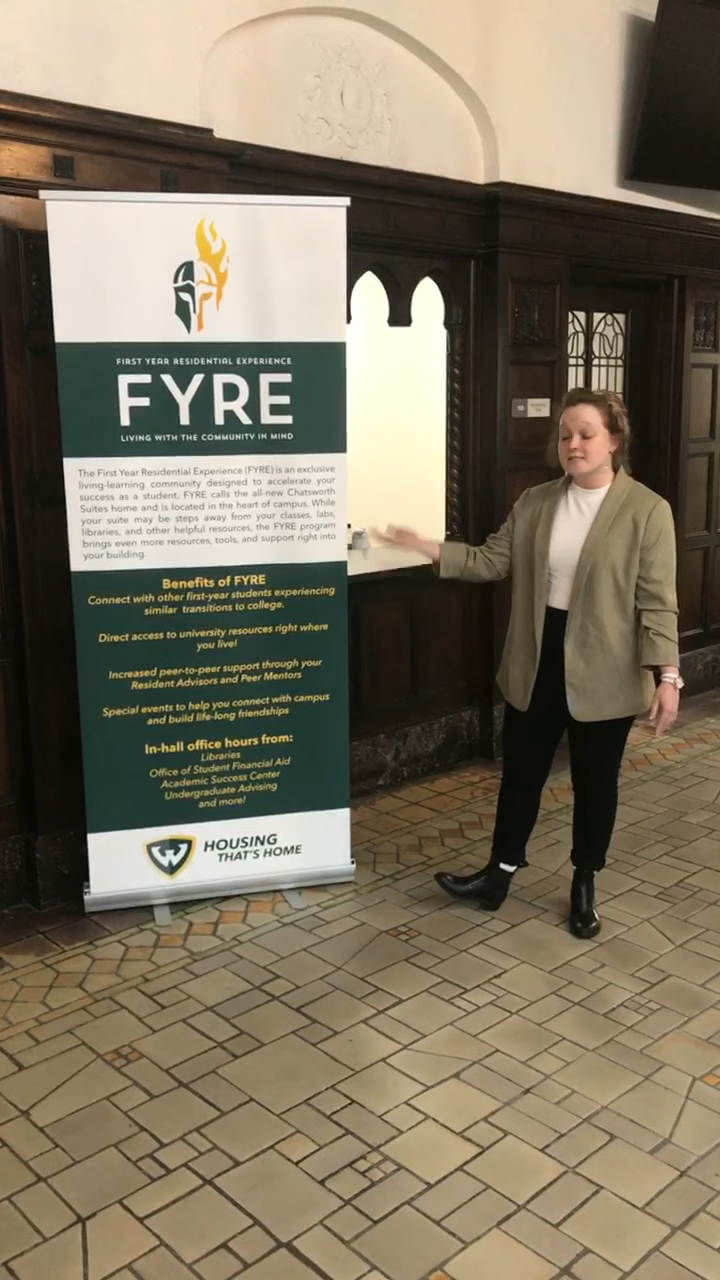 FIRST YEAR RESIDENTIAL EXPERIENCE
FYRE
LIVING WITH THE COMMUNITY IN MIND
The First Year Residential Experience (FYRE) is an exclusive
living-learning community designed to accelerate your
success as a student. FYRE calls the all-new Chatsworth
Suites home and is located in the heart of campus. While
your suite may be steps away from your classes, labs,
libraries, and other helpful resources, the FYRE program
brings even more resources, tools, and support right into
your building.
Benefits of FYRE
Connect with other first-year students experiencing
similar transitions to college.
Direct access to university resources right where
you live!
Increased peer-to-peer support through your
Resident Advisors and Peer Mentors
Special events to help you connect with campus
and build life-long friendships
In-hall office hours from:
Libraries
Office of Student Financial Aid
Academic Success Center
Undergraduate Advising
and more!
W
HOUSING
THAT'S HOME